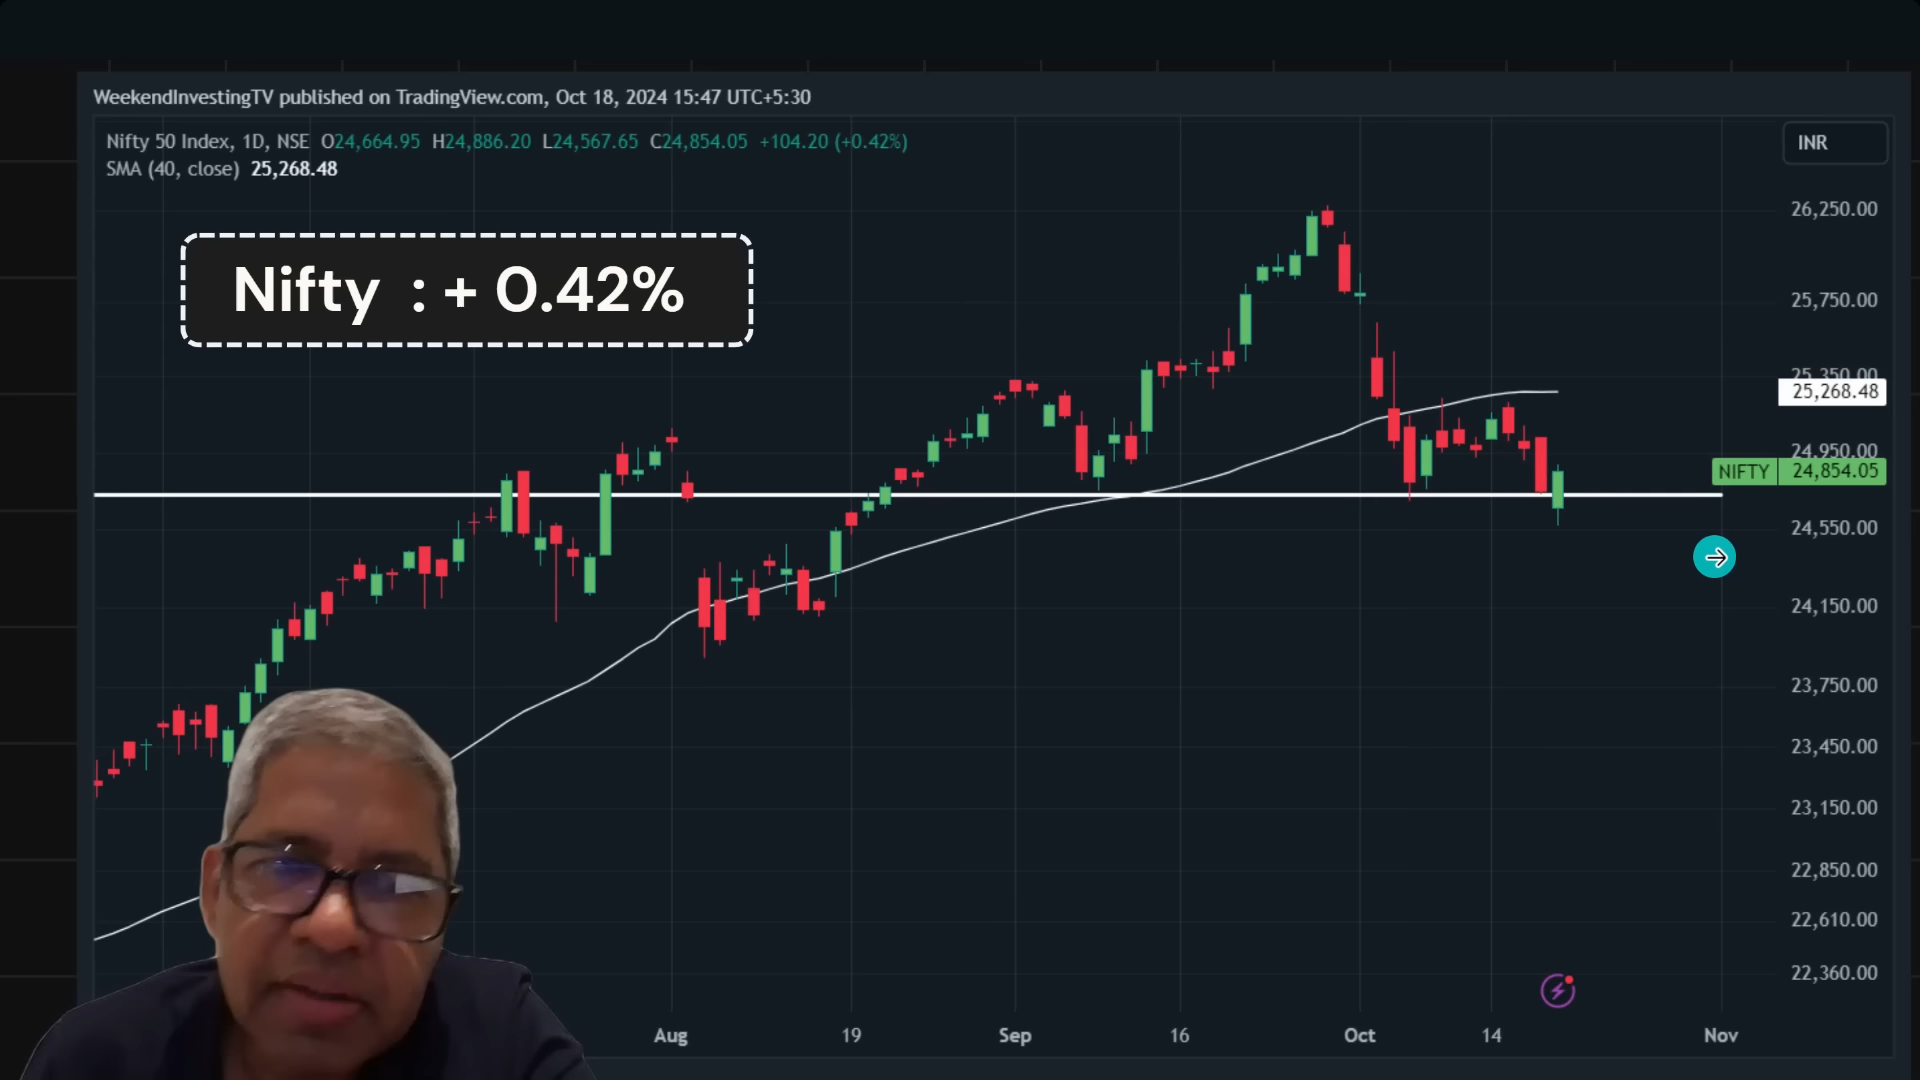 WeekendInvestingTV published on TradingView.com, Oct 18, 2024 15:47 UTC+5:30
Nifty 50 Index, 1D, NSE O24,664.95 H24,886.20 L24,567.65 C24,854.05 +104.20 (+0.42%)
INR
SMA (40, close) 25,268.48
26,250.00
Nifty : + 0.42%
25,750.00
25,350.00
25,268.48
24,950.00
NIFTY 24,854.05
24,550.00
24,150.00
23,750.00
23,450.00
23,150.00
22,850.00
22,610.00
22,360.00
Aug 19 Sep 16 Oct 14 Nov